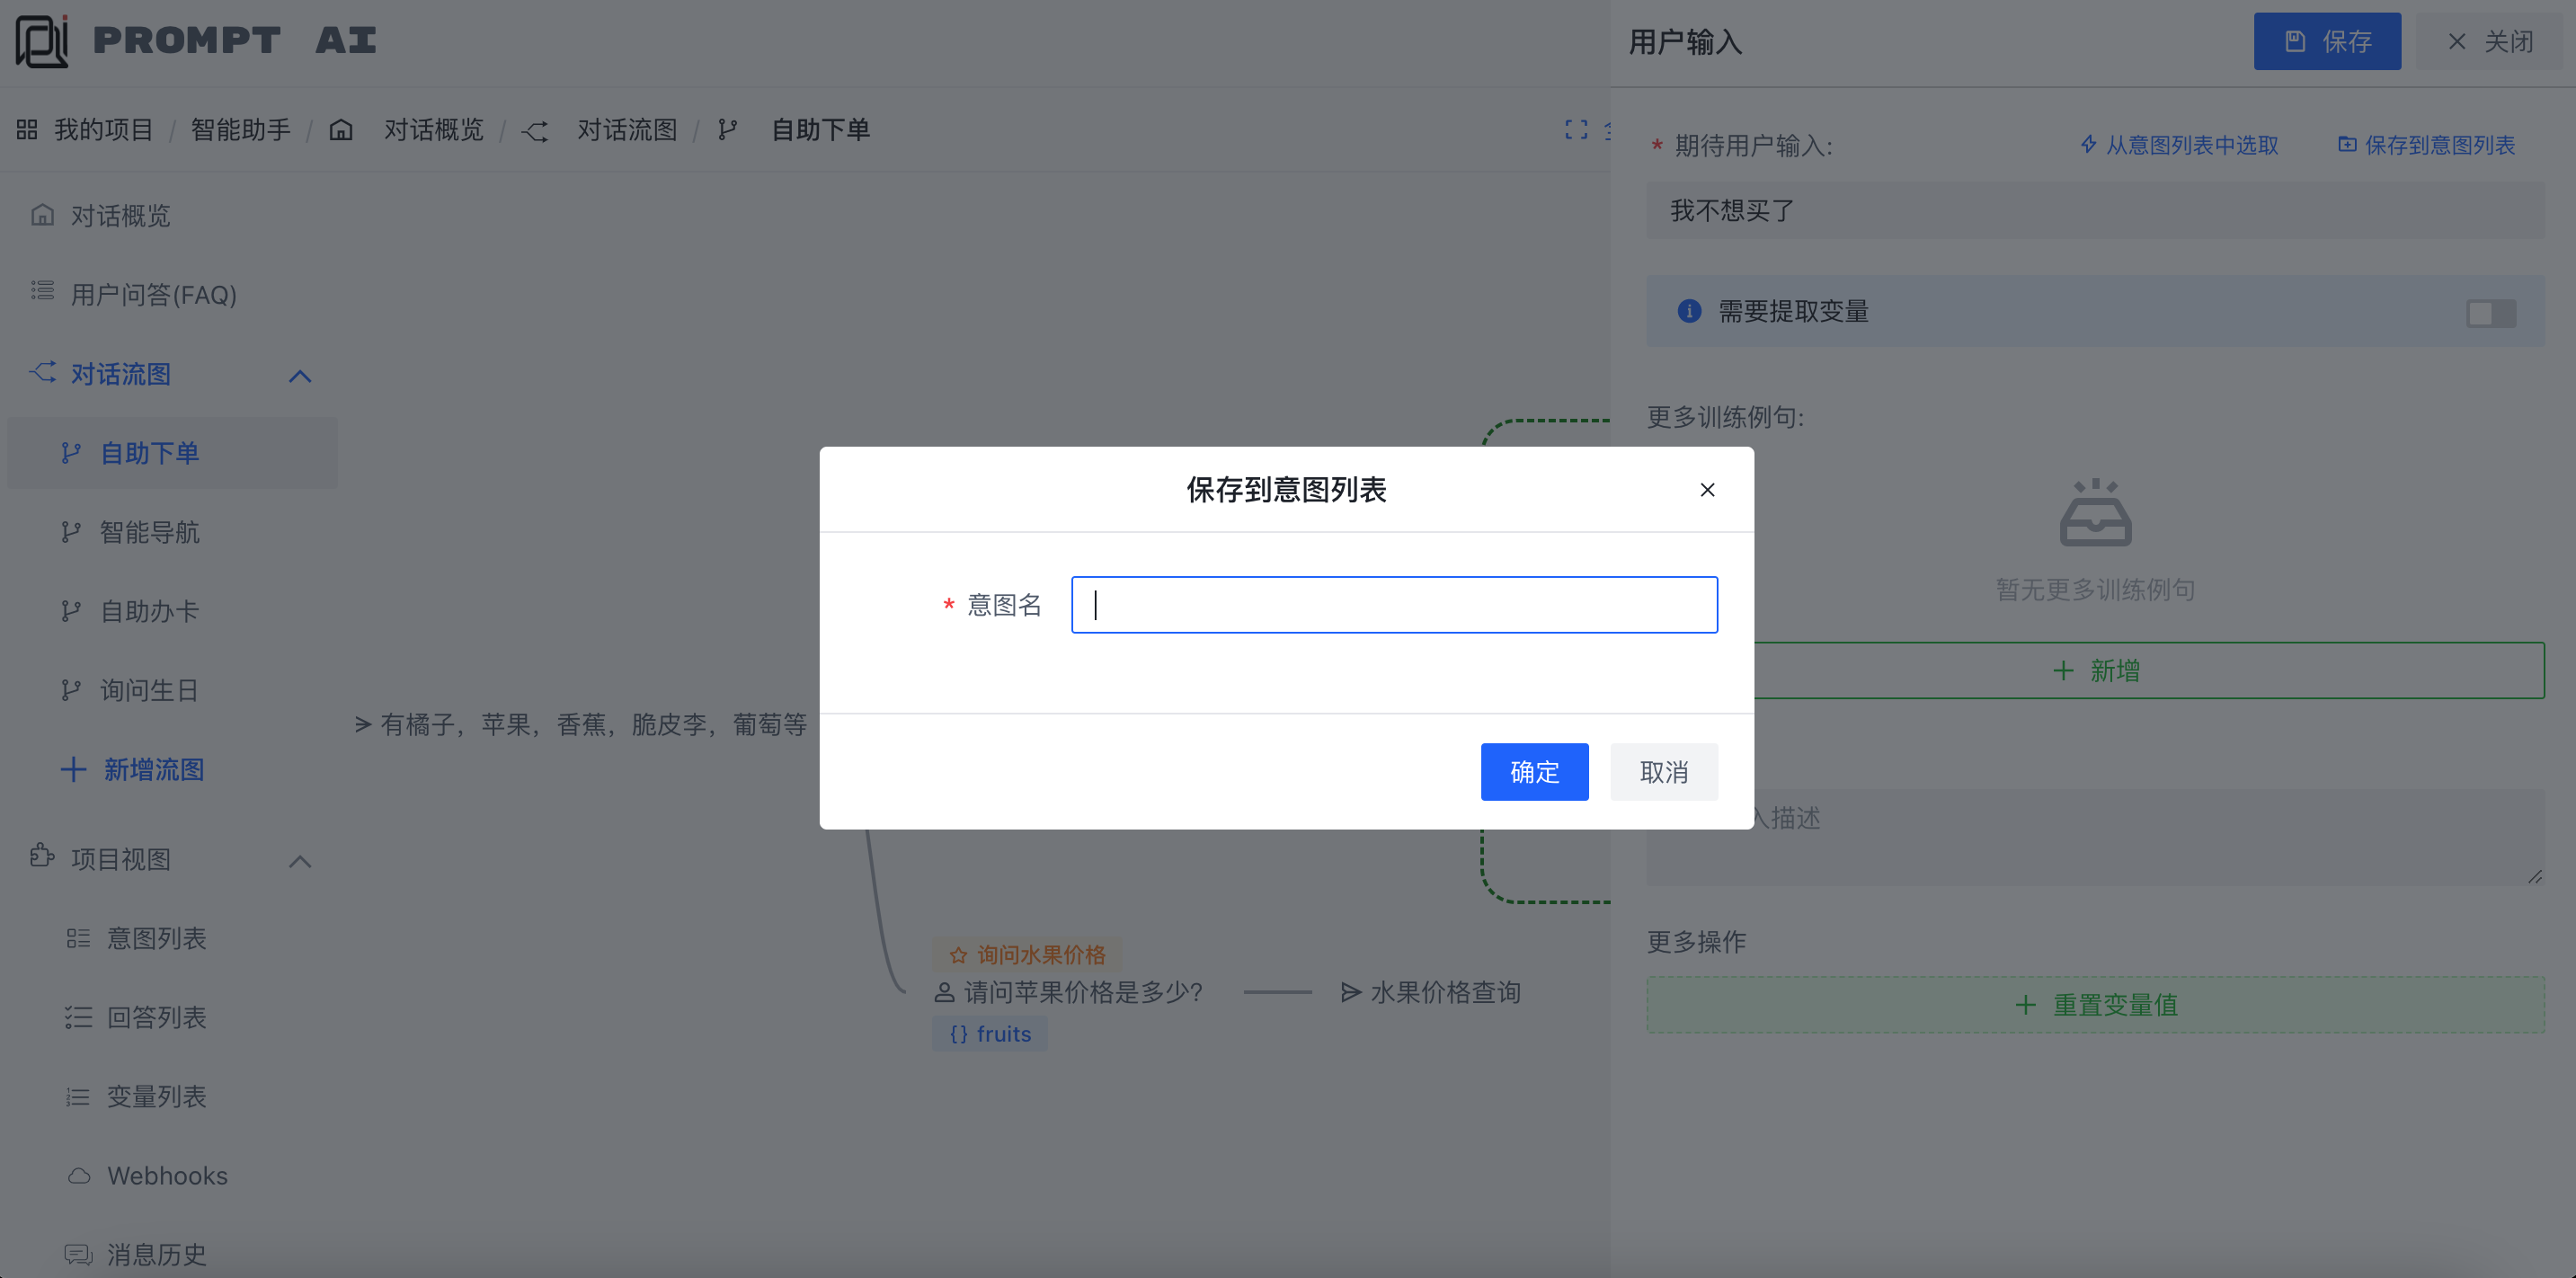 PROMPT AI
用户输入
保存
关闭
我的项目 / 智能助手 / 对话概览 / 对话流图 / 自助下单
* 期待用户输入:
从意图列表中选取
保存到意图列表
我不想买了
需要提取变量
更多训练例句:
暂无更多训练例句
+ 新增
入描述
更多操作
+ 重置变量值
对话概览
用户问答(FAQ)
对话流图
自助下单
智能导航
自助办卡
询问生日
+ 新增流图
项目视图
意图列表
回答列表
变量列表
Webhooks
消息历史
有橘子，苹果，香蕉，脆皮李，葡萄等
询问水果价格
请问苹果价格是多少?
{} fruits
水果价格查询
保存到意图列表
* 意图名
确定
取消